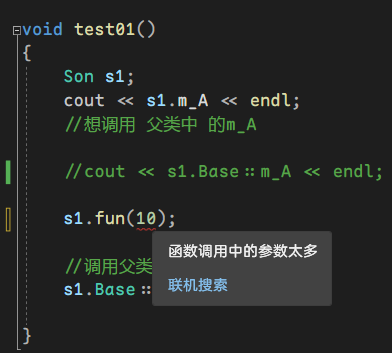 void test01()
{
Son s1;
cout << s1.m_A << endl;
//想调用 父类中 的m_A
//cout << s1.Base::m_A << endl;
s1.fun(10);
函数调用中的参数太多
联机搜索
//调用父类
s1.Base::
}